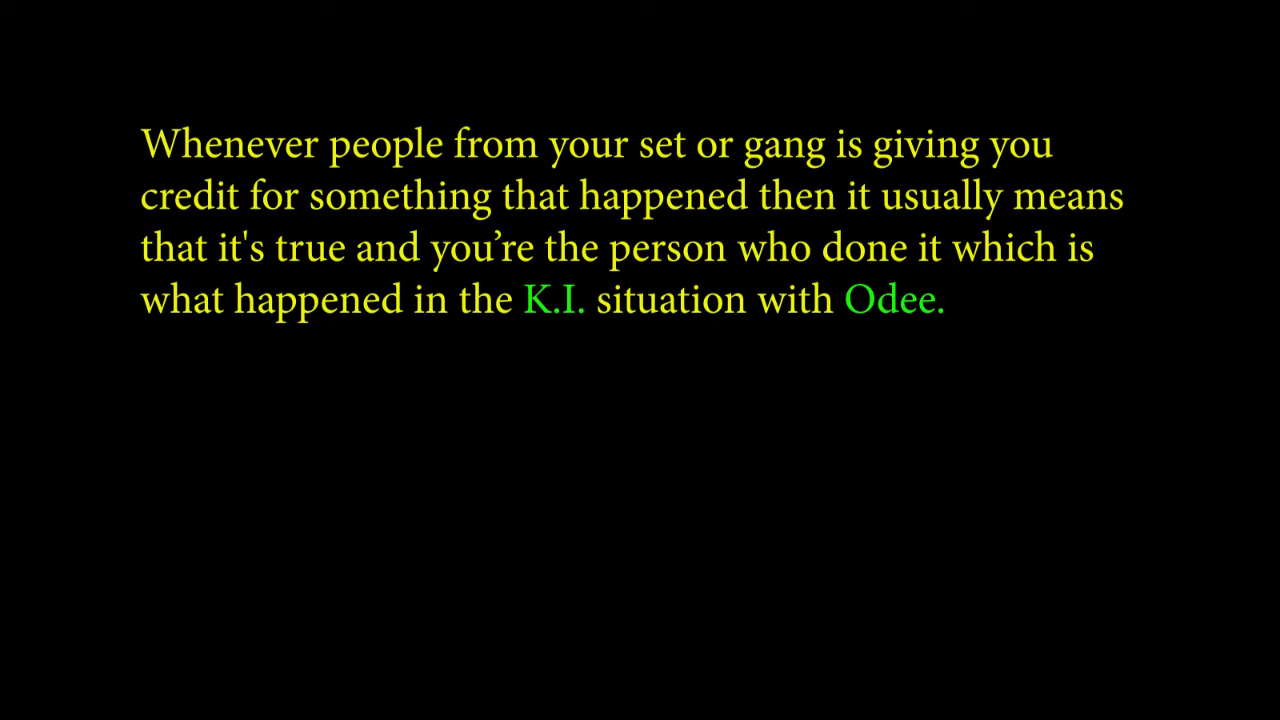 Whenever people from your set or gang is giving you
credit for something that happened then it usually means
that it's true and you’re the person who done it which is
what happened in the K.I. situation with Odee.